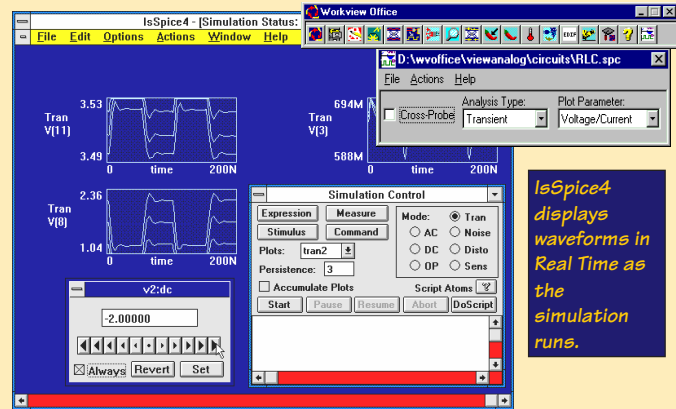 IsSpice4 - [Simulation Status:
File Edit Options Actions Window Help
Workview Office
EDIF
D:\wvoffice\viewanalog\circuits\RLC.spc
File Actions Help
Cross-Probe
Analysis Type:
Transient
Plot Parameter:
Voltage/Current
3.53
Tran
V(11)
3.49
0 time 200N
694M
Tran
V(3)
588M
0 time 200N
2.36
Tran
V(8)
1.04
0 time 200N
Simulation Control
Expression Measure
Stimulus Command
Plots: tran2
Persistence: 3
Accumulate Plots
Mode: Tran
AC Noise
DC Disto
OP Sens
Script Atoms ?
Start Pause Resume Abort DoScript
v2:dc
-2.00000
Always Revert Set
IsSpice4
displays
waveforms in
Real Time as
the
simulation
runs.